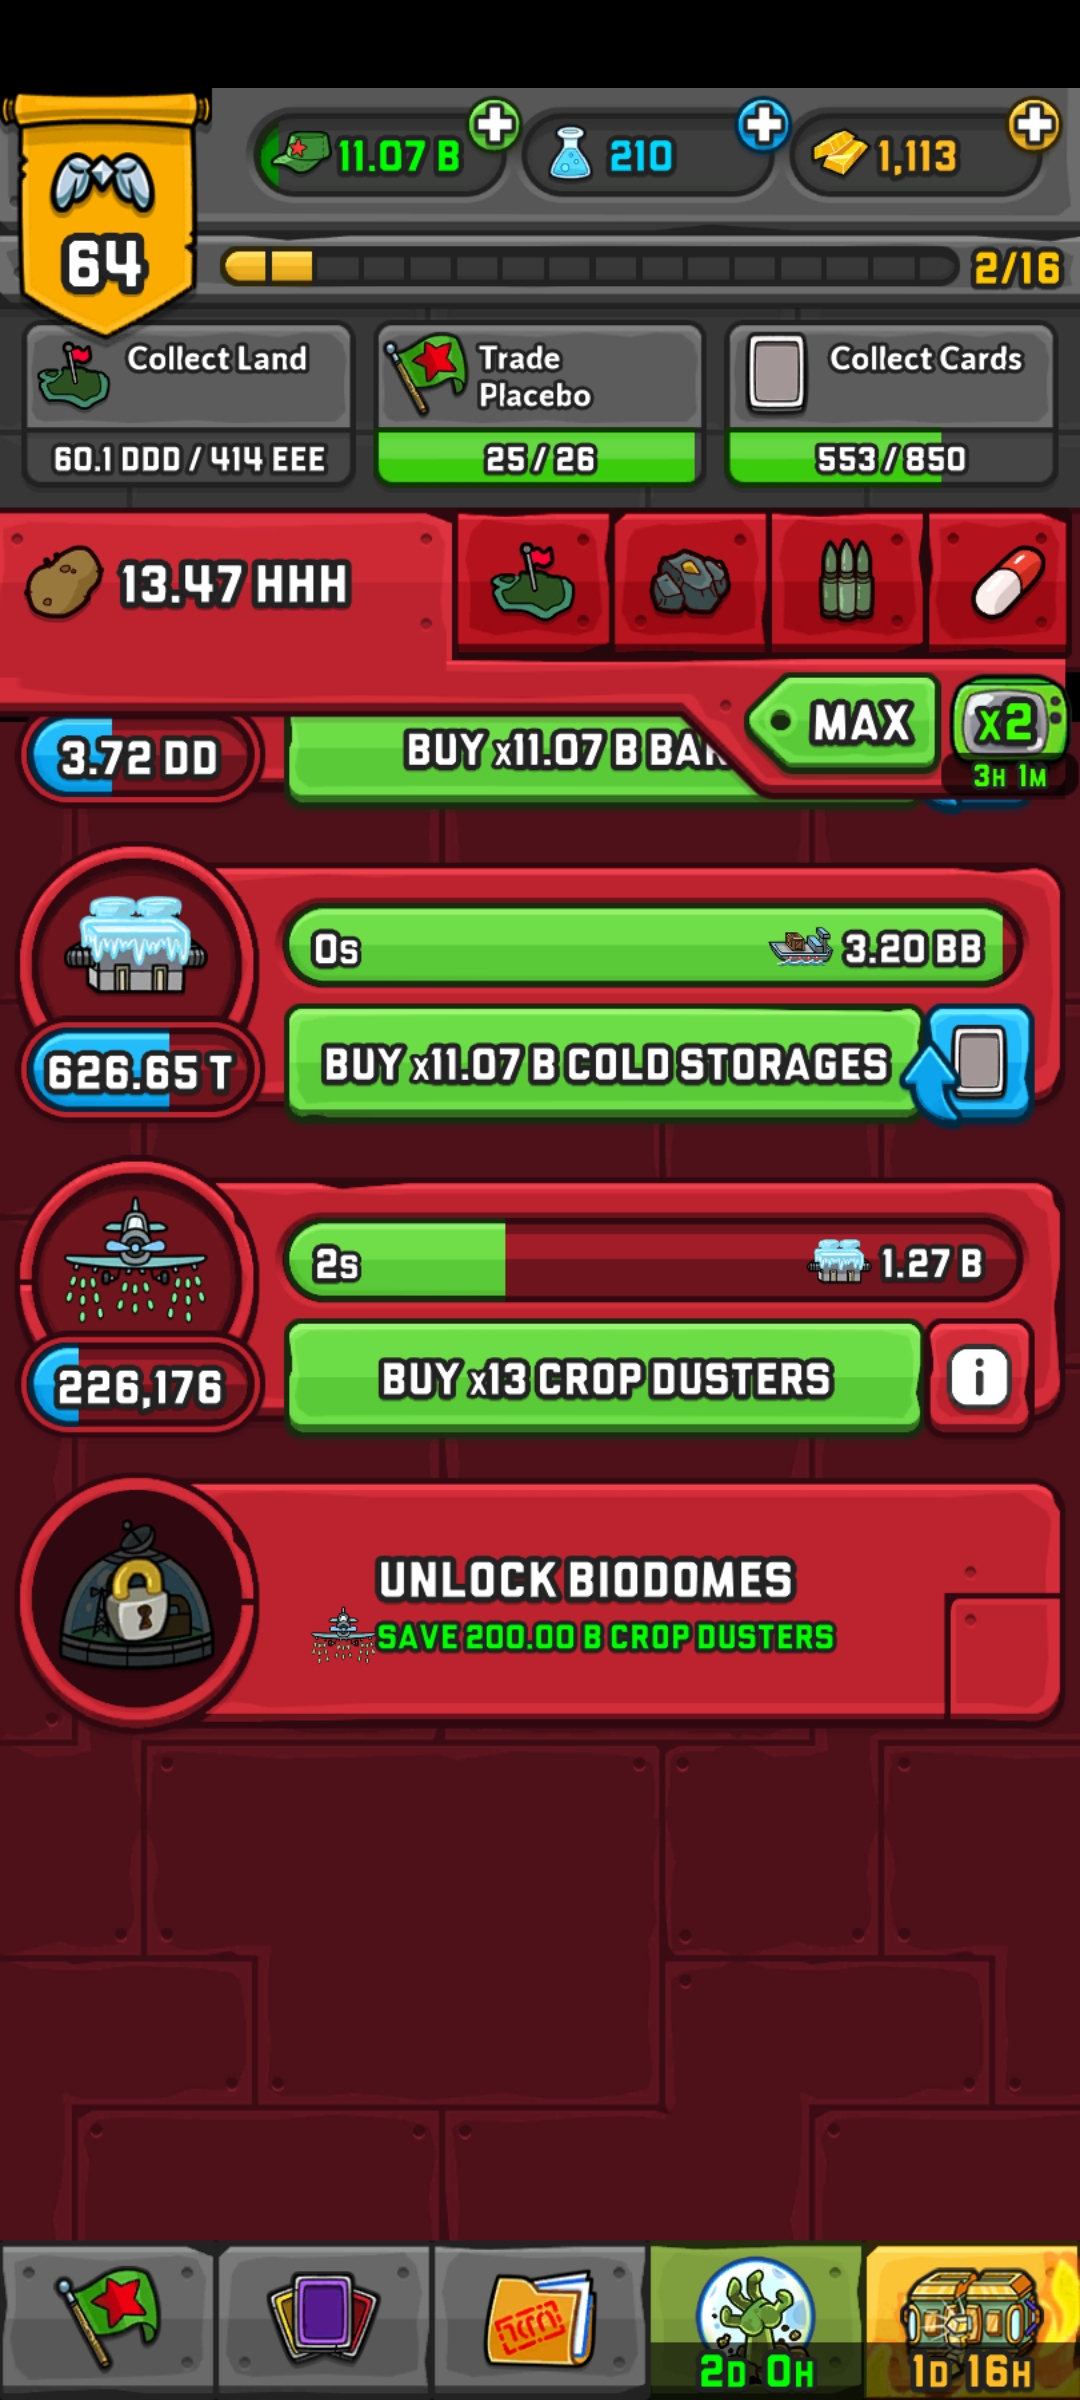 64
11.07 B
210
1,113
2/16
Collect Land
60.1 DDD / 414 EEE
Trade
Placebo
25 / 26
Collect Cards
553 / 850
13.47 HHH
MAX
x2
3H 1M
3.72 DD
BUY x11.07 B
0s
3.20 BB
626.65 T
BUY x11.07 B COLD STORAGES
2s
1.27 B
226,176
BUY x13 CROP DUSTERS
i
UNLOCK BIODOMES
SAVE 200.00 B CROP DUSTERS
2D 0H
1D 16H